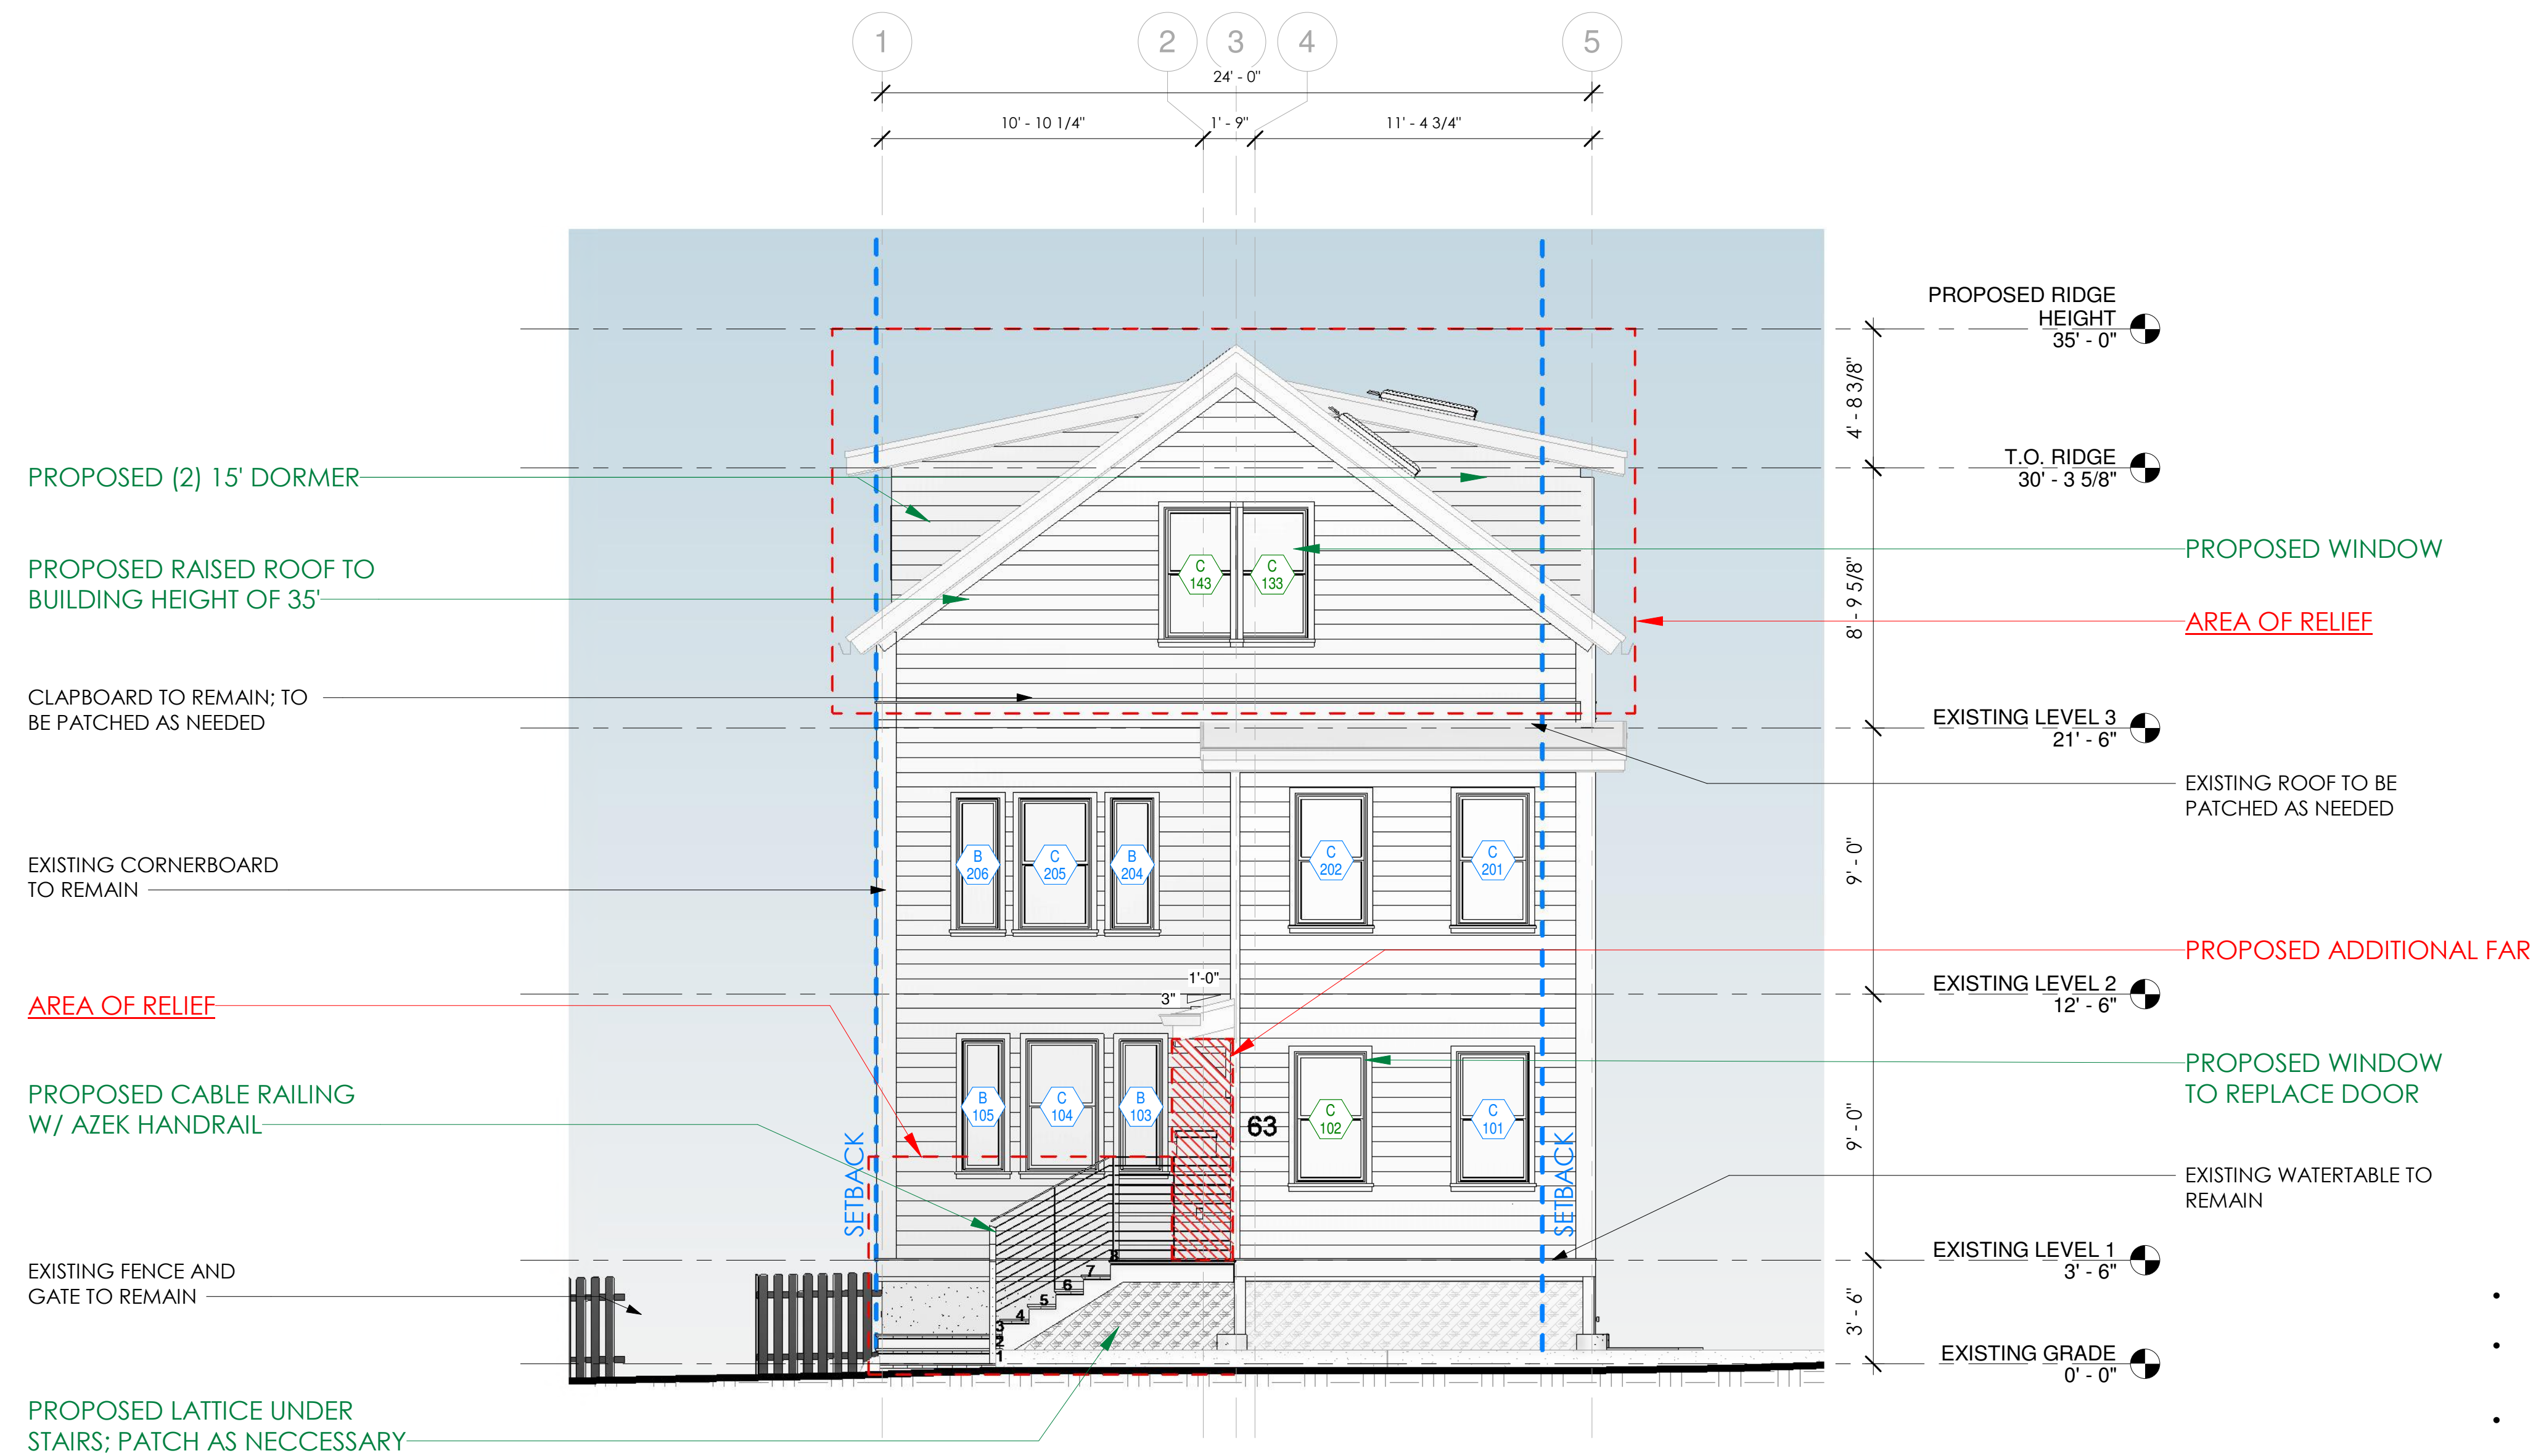 1
2
3
4
5
24' - 0"
10' - 10 1/4"
1' - 9"
11' - 4 3/4"
PROPOSED RIDGE
HEIGHT
35' - 0"
4' - 8 3/8"
T.O. RIDGE
30' - 3 5/8"
PROPOSED (2) 15' DORMER
PROPOSED WINDOW
PROPOSED RAISED ROOF TO
BUILDING HEIGHT OF 35'
C
143
C
133
8' - 9 5/8"
AREA OF RELIEF
CLAPBOARD TO REMAIN; TO
BE PATCHED AS NEEDED
EXISTING LEVEL 3
21' - 6"
EXISTING ROOF TO BE
PATCHED AS NEEDED
EXISTING CORNERBOARD
TO REMAIN
B
206
C
205
B
204
C
202
C
201
9' - 0"
PROPOSED ADDITIONAL FAR
1'-0"
3"
EXISTING LEVEL 2
12' - 6"
AREA OF RELIEF
PROPOSED WINDOW
TO REPLACE DOOR
PROPOSED CABLE RAILING
W/ AZEK HANDRAIL
B
105
C
104
B
103
63
C
102
C
101
9' - 0"
SETBACK
SETBACK
EXISTING WATERTABLE TO
REMAIN
EXISTING LEVEL 1
3' - 6"
EXISTING FENCE AND
GATE TO REMAIN
8
7
6
5
4
3
2
1
3' - 6"
EXISTING GRADE
0' - 0"
PROPOSED LATTICE UNDER
STAIRS; PATCH AS NECCESSARY